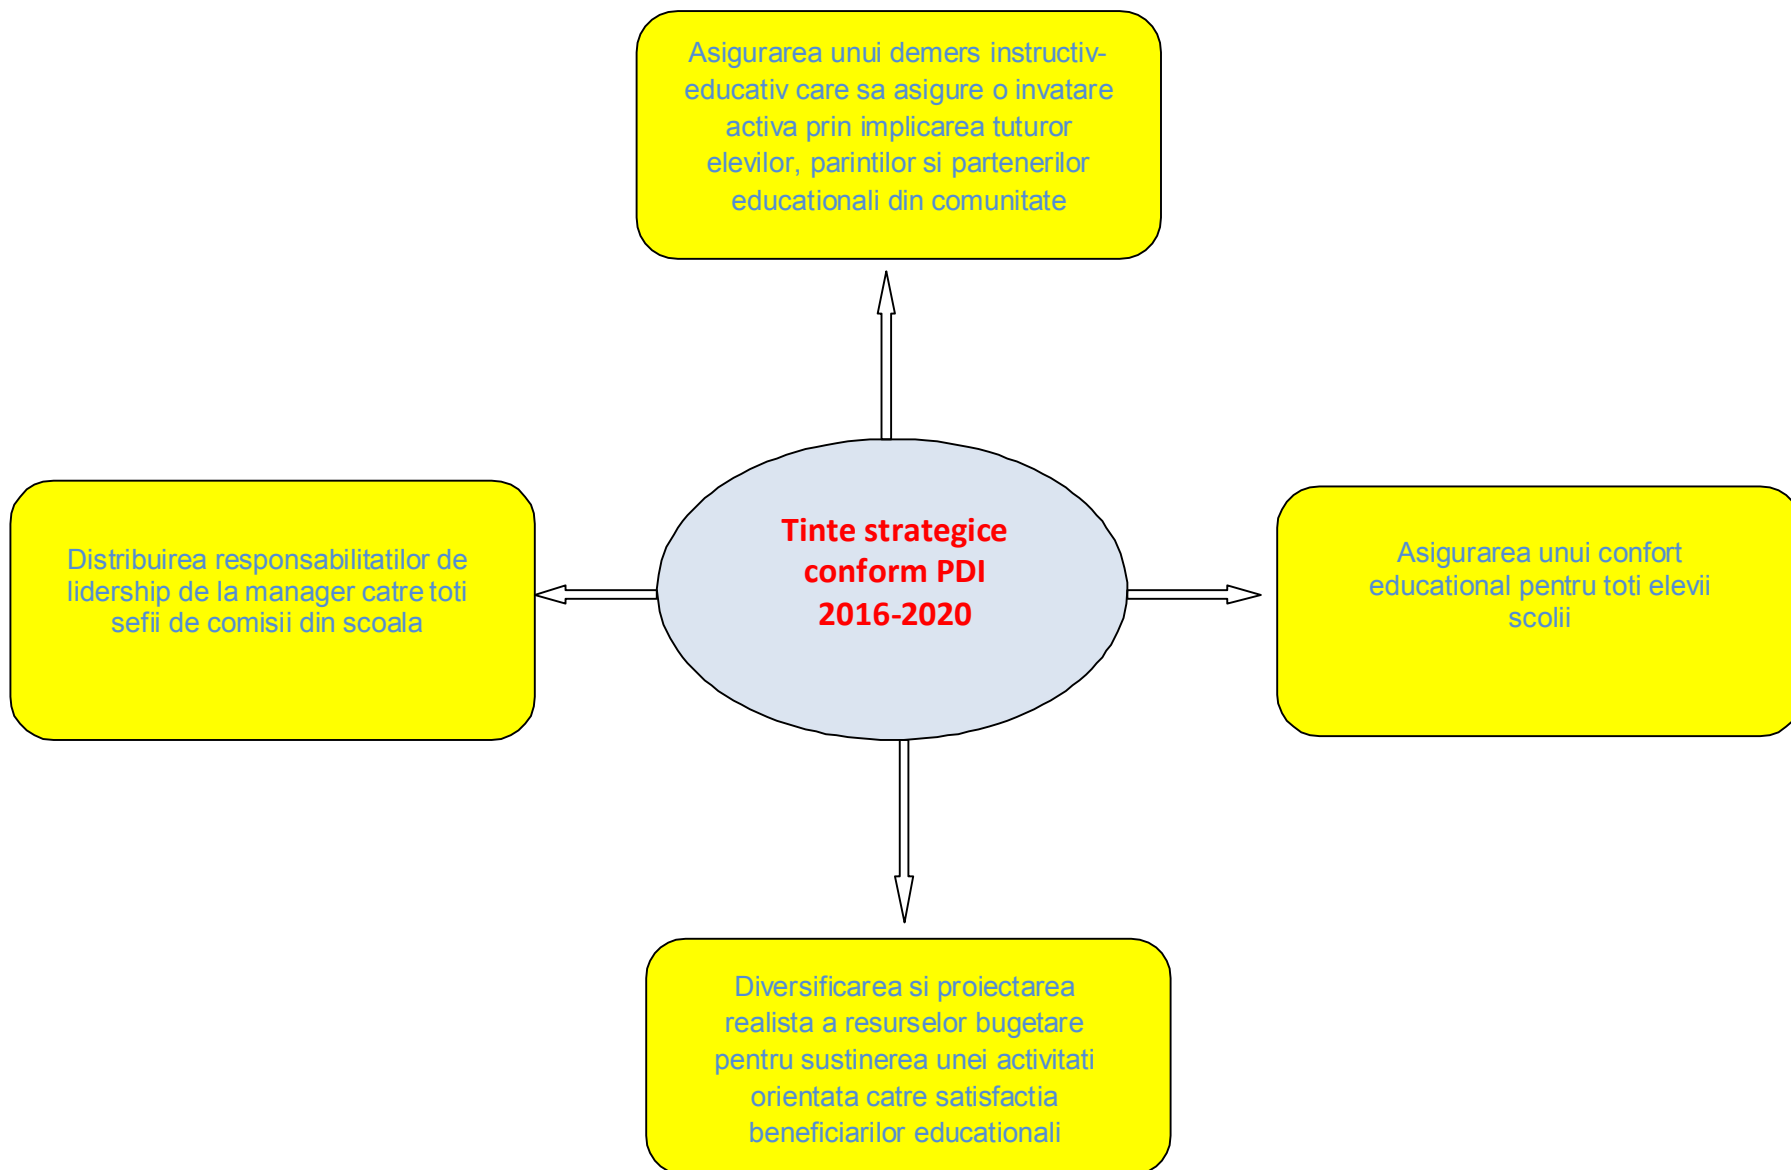 Asigurarea unui demers instructiv-
educativ care sa asigure o invatare
activa prin implicarea tuturor
elevilor, parintilor si partenerilor
educationali din comunitate
Distribuirea responsabilitatilor de
lidership de la manager catre toti
sefii de comisii din scoala
Tinte strategice
conform PDI
2016-2020
Asigurarea unui confort
educational pentru toti elevii
scolii
Diversificarea si proiectarea
realista a resurselor bugetare
pentru sustinerea unei activitati
orientata catre satisfactia
beneficiarilor educationali